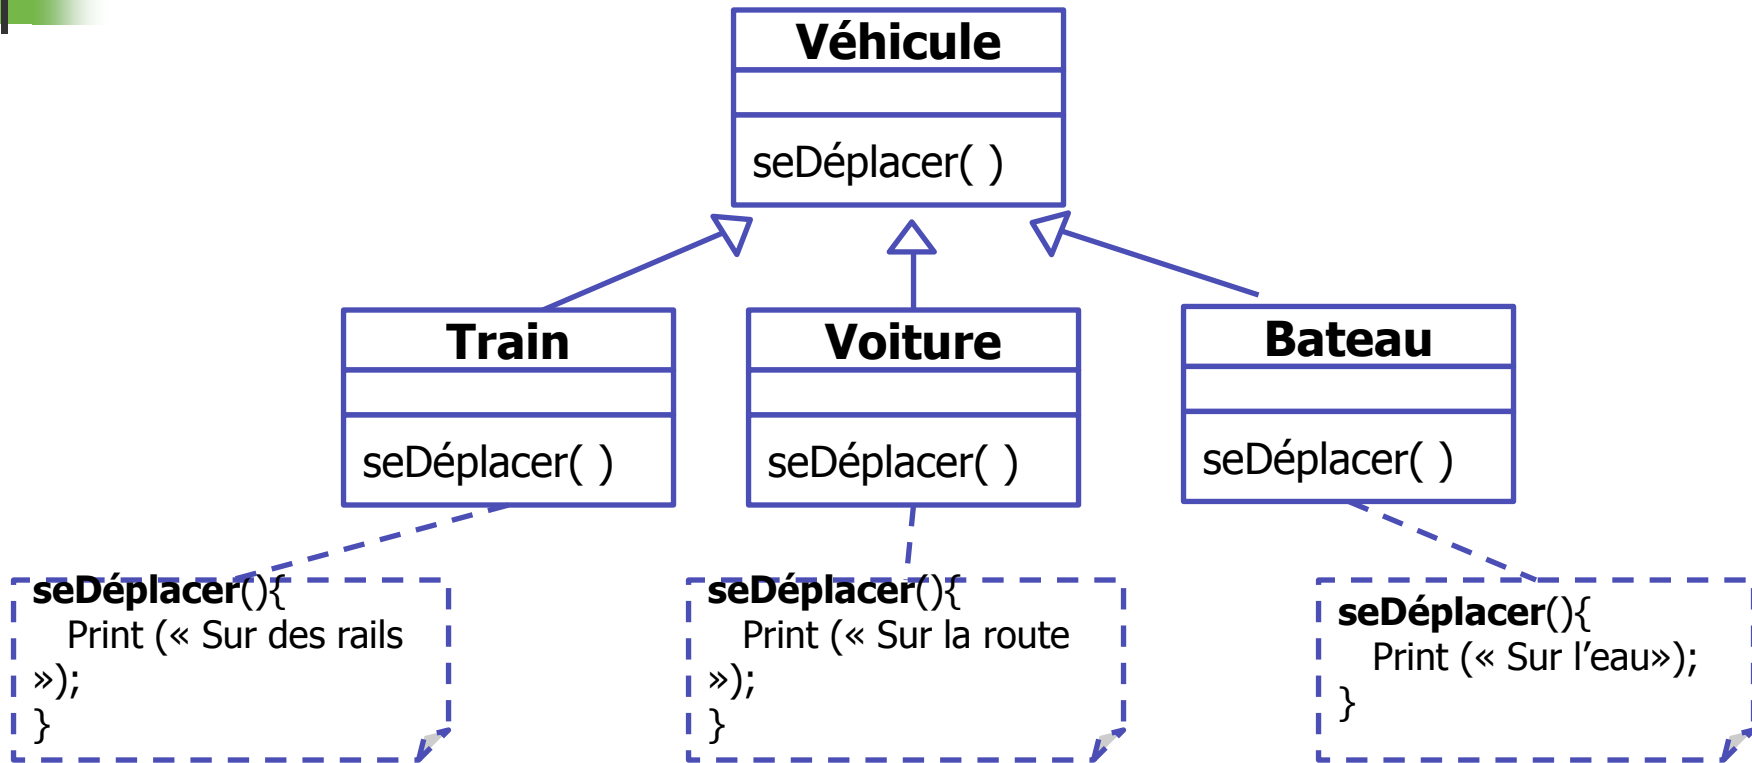 Véhicule
seDéplacer( )
Train
seDéplacer( )
Voiture
seDéplacer( )
Bateau
seDéplacer( )
seDéplacer(){
Print (« Sur des rails
»);
}
seDéplacer(){
Print (« Sur la route
»);
}
seDéplacer(){
Print (« Sur l’eau»);
}